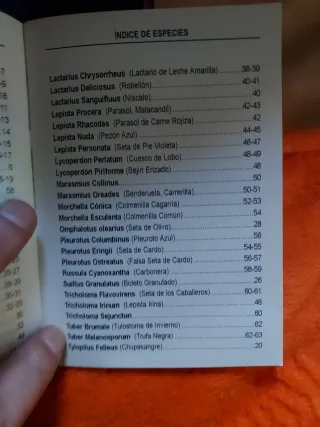 ÍNDICE DE ESPECIES
Lactarius Chrysorrheus (Lactario de Leche Amarilla)..........38-39
Lactarius Deliciosus (Robellón)..........40-41
Lactarius Sanguifluus (Níscalo)..........40
Lepiota Procera (Parasol, Matacandil)..........42-43
Lepiota Rhacodes (Parasol de Carne Rojiza)..........42
Lepista Nuda (Pezón Azul)..........44-45
Lepista Personata (Seta de Pie Violeta)..........46-47
Lycoperdon Perlatum (Cuesco de Lobo)..........48-49
Lycoperdon Piriforme (Bejín Erizado)..........48
Marasmius Collinus..........50
Marasmius Oreades (Senderuela, Carrerilla)..........50-51
Morchella Cónica (Colmenilla Cagarria)..........52-53
Morchella Esculenta (Colmenilla Común)..........54
Omphalotus olearius (Seta de Olivo)..........28
Pleurotus Columbinus (Pleuroto Azul)..........56
Pleurotus Eringii (Seta de Cardo)..........54-55
Pleurotus Ostreatus (Falsa Seta de Cardo)..........56-57
Russula Cyanoxantha (Carbonera)..........58-59
Suillus Granulatus (Boleto Granulado)..........26
Tricholoma Flavovirens (Seta de los Caballeros)..........60-61
Tricholoma Irinum (Lepista Irina)..........46
Tricholoma Sejunctum..........60
Tuber Brumale (Tulostoma de Invierno)..........62
Tuber Melanosporum (Trufa Negra)..........62-63
Tylopilus Felleus (Chupasangre)..........20